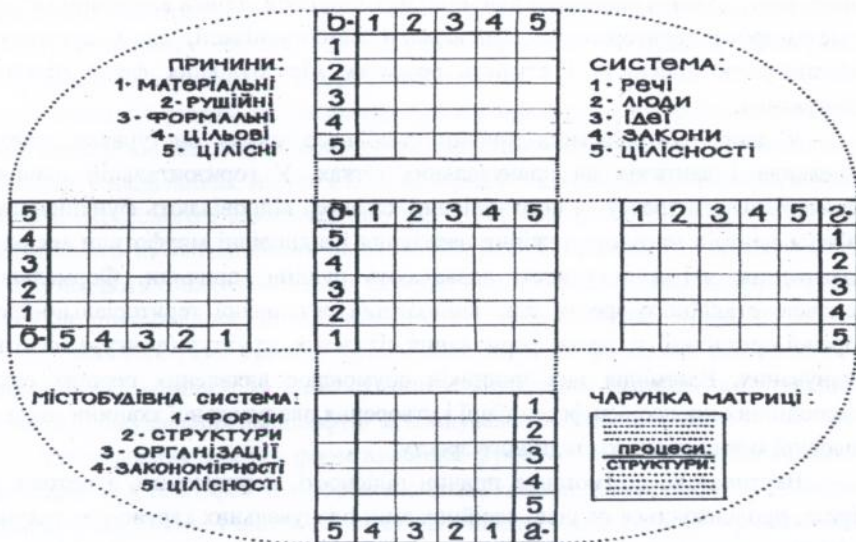 б- 1 2 3 4 5
1
2
3
4
5
ПРИЧИНИ:
1- МАТЕРІАЛЬНІ
2- РУШІЙНІ
3- ФОРМАЛЬНІ
4- ЦІЛЬОВІ
5- ЦІЛІСНІ
СИСТЕМА:
1- РЕЧІ
2- ЛЮДИ
3- ІДЕЇ
4- ЗАКОНИ
5- ЦІЛІСНОСТІ
5
4
3
2
1
б- 5 4 3 2 1
1 2 3 4 5
5
4
3
2
1
1 2 3 4 5 г-
1
2
3
4
5
МІСТОБУДІВНА СИСТЕМА:
1- ФОРМИ
2- СТРУКТУРИ
3- ОРГАНІЗАЦІЇ
4- ЗАКОНОМІРНОСТІ
5- ЦІЛІСНОСТІ
ЧАРУНКА МАТРИЦІ:
ПРОЦЕСИ:
СТРУКТУРИ:
1
2
3
4
5
5 4 3 2 1 а-